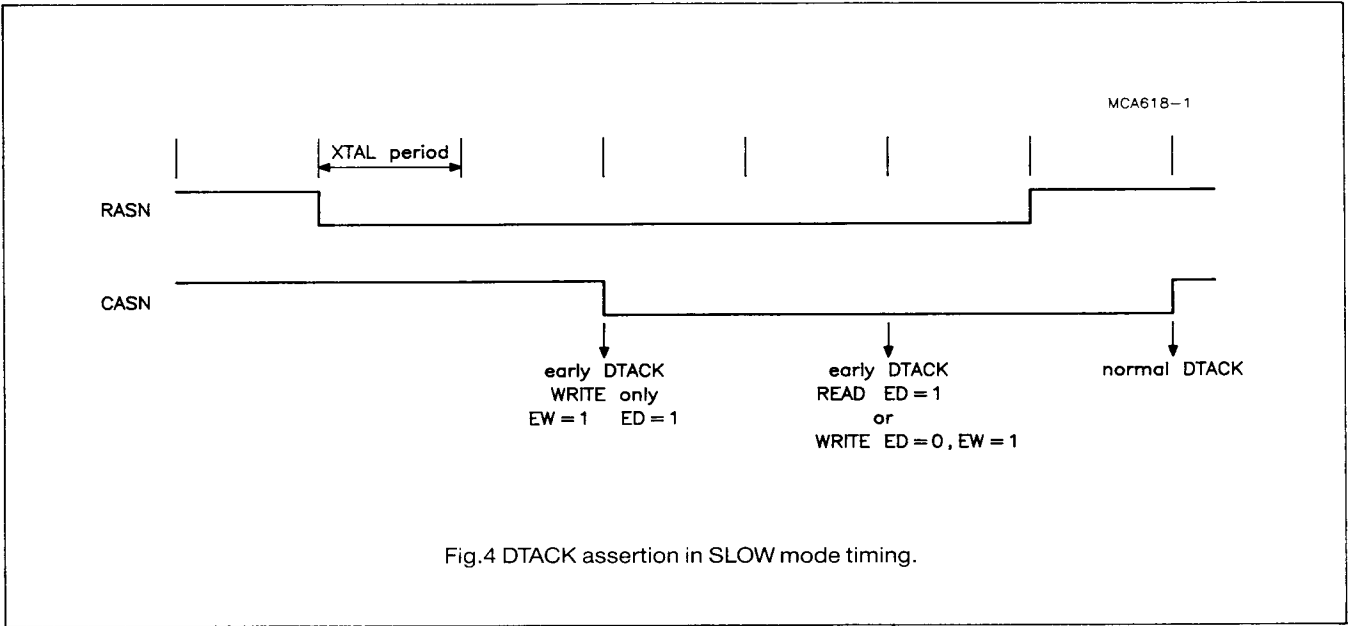 MCA618-1
XTAL period
RASN
CASN
early DTACK
WRITE only
EW = 1 ED = 1
early DTACK
READ ED = 1
or
WRITE ED = 0, EW = 1
normal DTACK
Fig.4 DTACK assertion in SLOW mode timing.